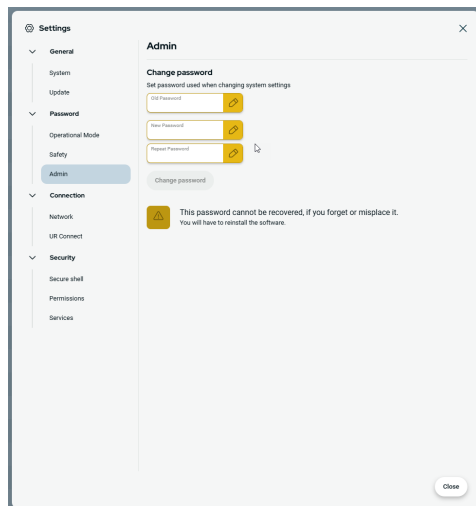 Settings
General
System
Update
Password
Operational Mode
Safety
Admin
Connection
Network
UR Connect
Security
Secure shell
Permissions
Services
Admin
Change password
Set password used when changing system settings
Old Password
New Password
Repeat Password
Change password
This password cannot be recovered, if you forget or misplace it.
You will have to reinstall the software.
Close